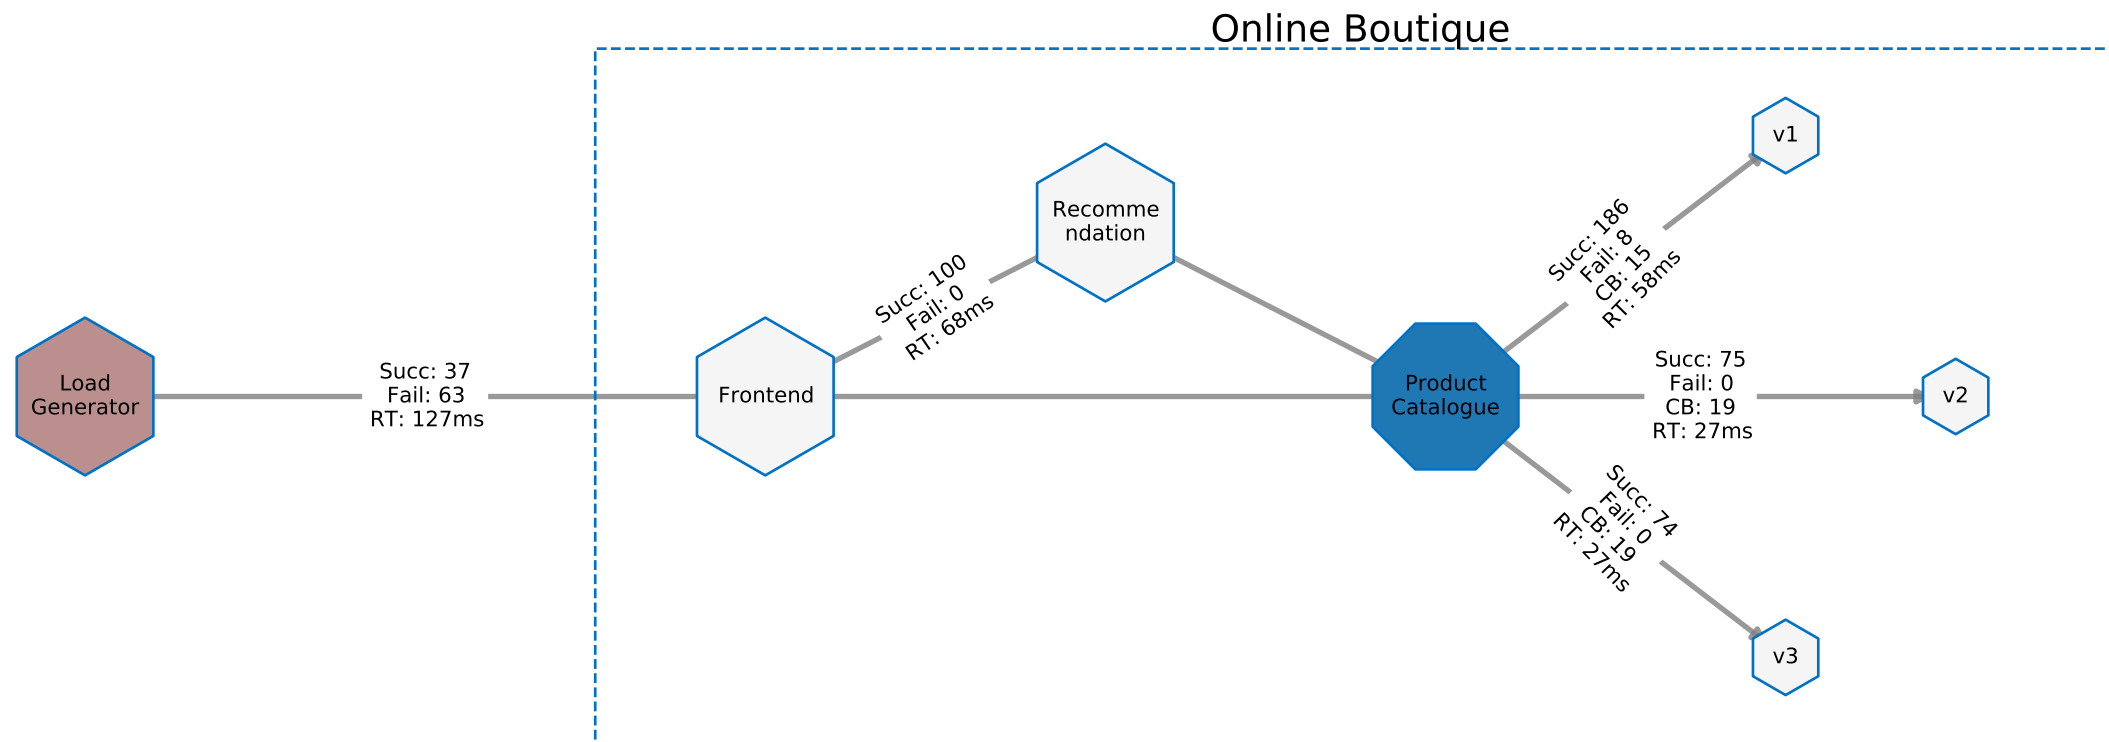 Online Boutique
Load
Generator
Succ: 37
Fail: 63
RT: 127ms
Frontend
Succ: 100
Fail: 0
RT: 68ms
Recomme
ndation
Product
Catalogue
Succ: 186
Fail: 8
CB: 15
RT: 58ms
v1
Succ: 75
Fail: 0
CB: 19
RT: 27ms
v2
Succ: 74
Fail: 0
CB: 19
RT: 27ms
v3